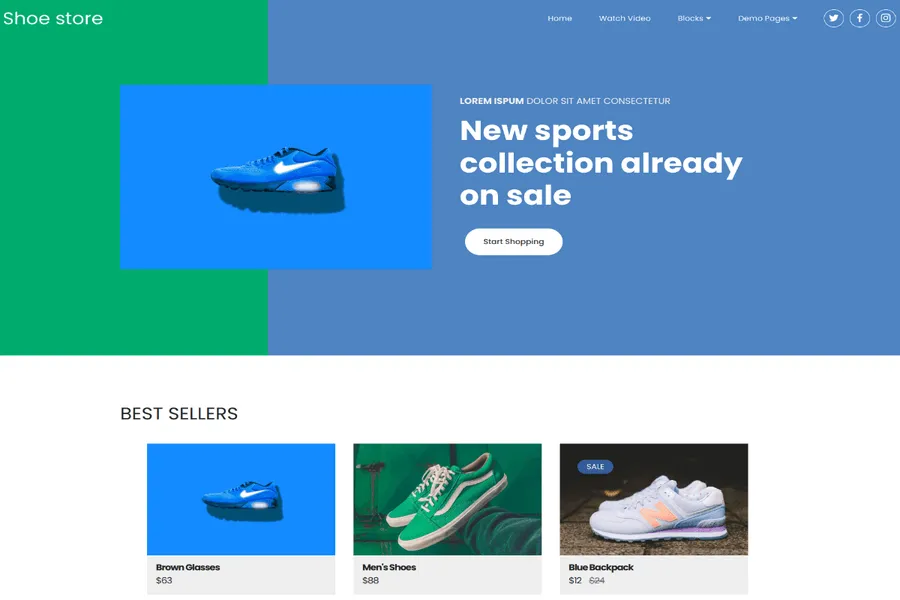 Shoe store
Home Watch Video Blocks Demo Pages
LOREM ISPUM DOLOR SIT AMET CONSECTETUR
New sports
collection already
on sale
Start Shopping
BEST SELLERS
SALE
Brown Glasses
$63
Men's Shoes
$88
Blue Backpack
$12 $24